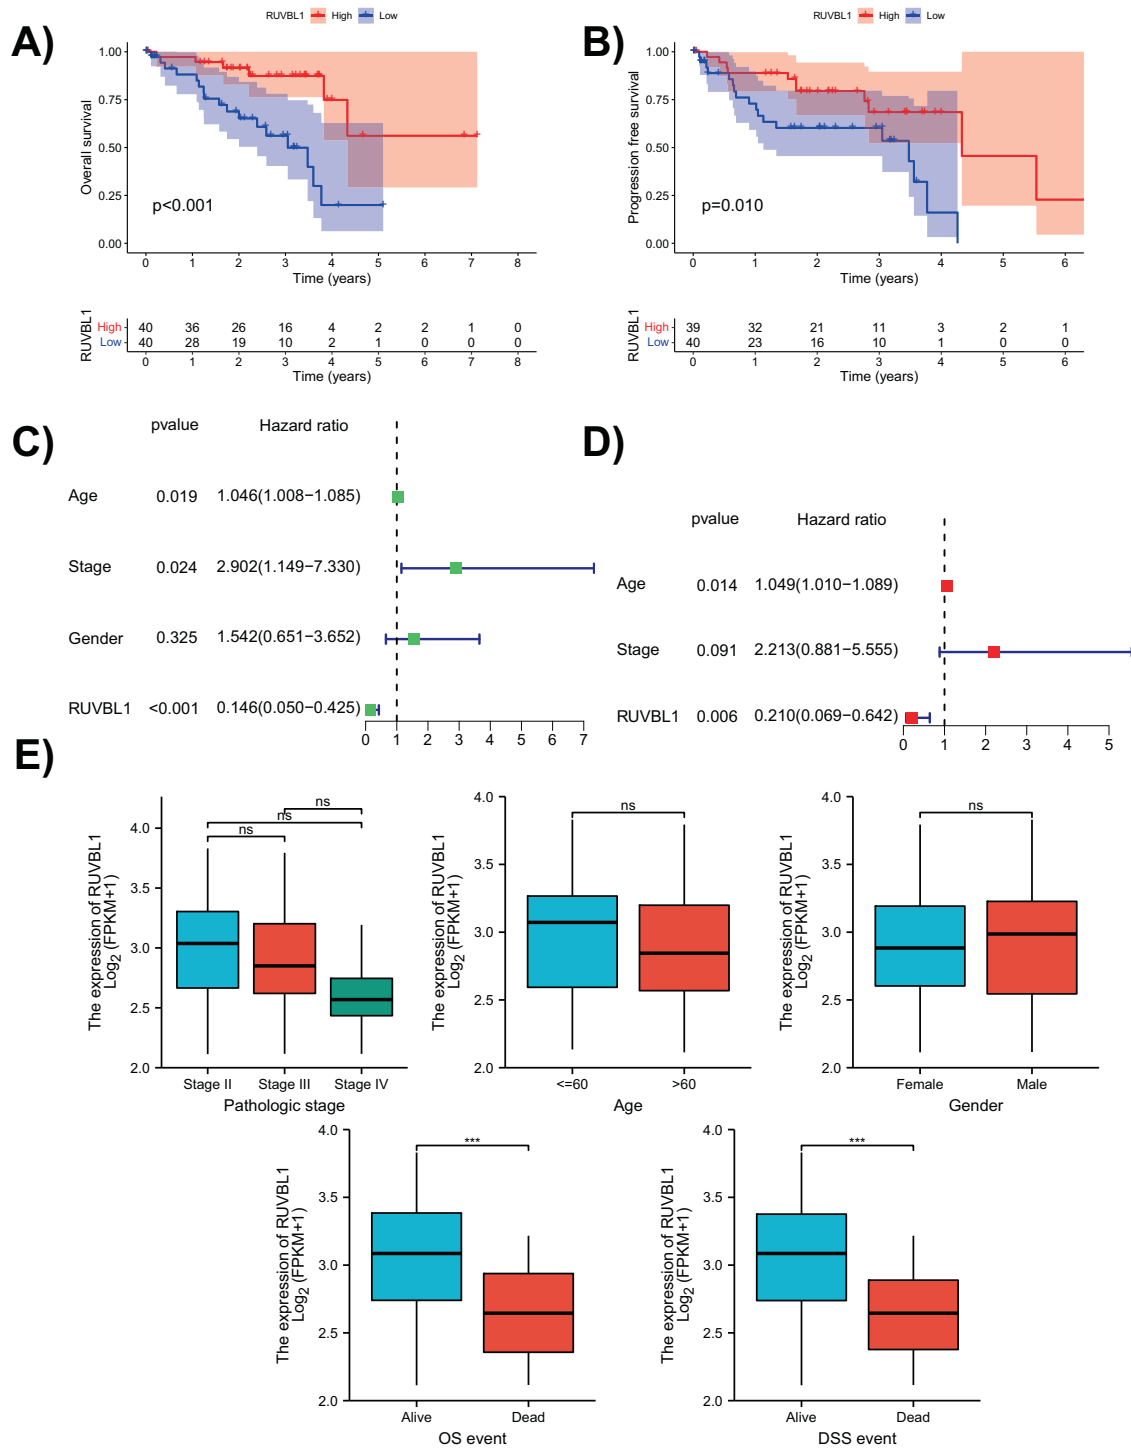 A)
RUVBL1 High Low
Overall survival
1.00
0.75
0.50
0.25
0.00
p<0.001
0 1 2 3 4 5 6 7 8
Time (years)
RUVBL1
High 40 36 26 16 4 2 2 1 0
Low 40 28 19 10 2 1 0 0 0
0 1 2 3 4 5 6 7 8
Time (years)
B)
RUVBL1 High Low
Progression free survival
1.00
0.75
0.50
0.25
0.00
p=0.010
0 1 2 3 4 5 6
Time (years)
RUVBL1
High 39 32 21 11 3 2 1
Low 40 23 16 10 1 0 0
0 1 2 3 4 5 6
Time (years)
C)
pvalue Hazard ratio
Age 0.019 1.046(1.008−1.085)
Stage 0.024 2.902(1.149−7.330)
Gender 0.325 1.542(0.651−3.652)
RUVBL1 <0.001 0.146(0.050−0.425)
0 1 2 3 4 5 6 7
D)
pvalue Hazard ratio
Age 0.014 1.049(1.010−1.089)
Stage 0.091 2.213(0.881−5.555)
RUVBL1 0.006 0.210(0.069−0.642)
0 1 2 3 4 5
E)
The expression of RUVBL1
Log2 (FPKM+1)
4.0
3.5
3.0
2.5
2.0
ns
ns
ns
Stage II Stage III Stage IV
Pathologic stage
The expression of RUVBL1
Log2 (FPKM+1)
4.0
3.5
3.0
2.5
2.0
ns
<=60 >60
Age
The expression of RUVBL1
Log2 (FPKM+1)
4.0
3.5
3.0
2.5
2.0
ns
Female Male
Gender
The expression of RUVBL1
Log2 (FPKM+1)
4.0
3.5
3.0
2.5
2.0
***
Alive Dead
OS event
The expression of RUVBL1
Log2 (FPKM+1)
4.0
3.5
3.0
2.5
2.0
***
Alive Dead
DSS event